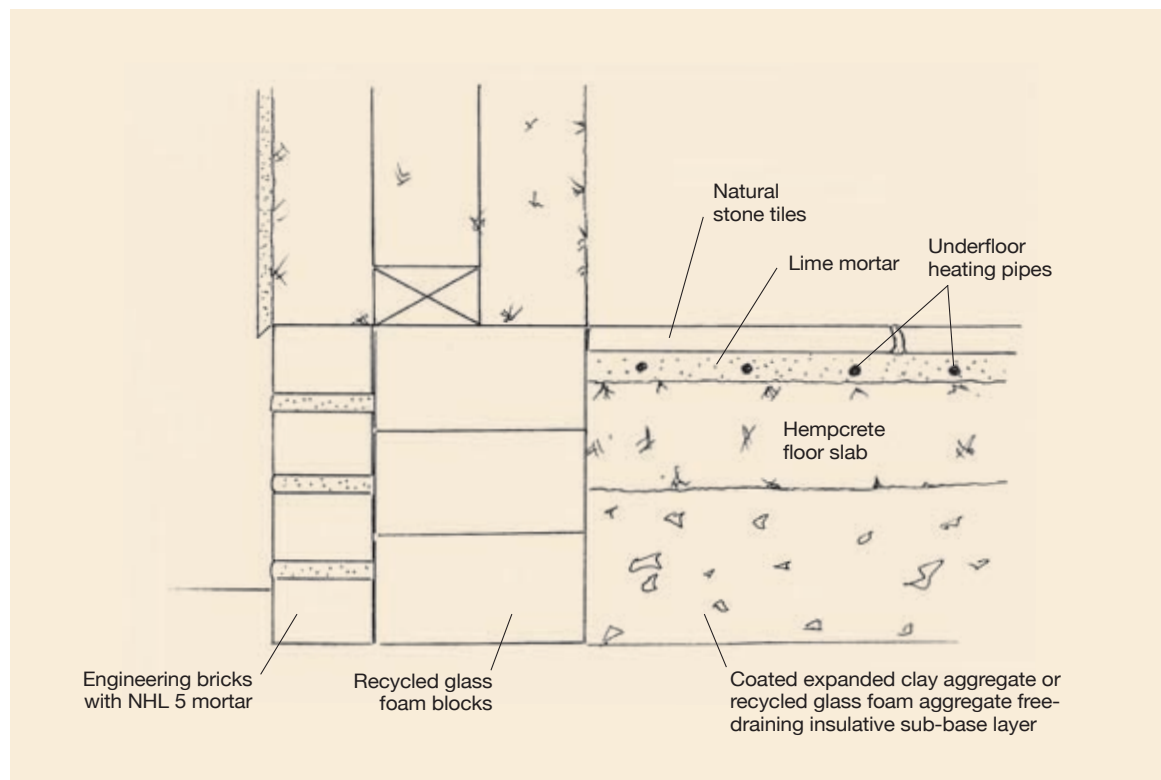 Natural
stone tiles
Lime mortar
Underfloor
heating pipes
Hempcrete
floor slab
Engineering bricks
with NHL 5 mortar
Recycled glass
foam blocks
Coated expanded clay aggregate or
recycled glass foam aggregate free-
draining insulative sub-base layer